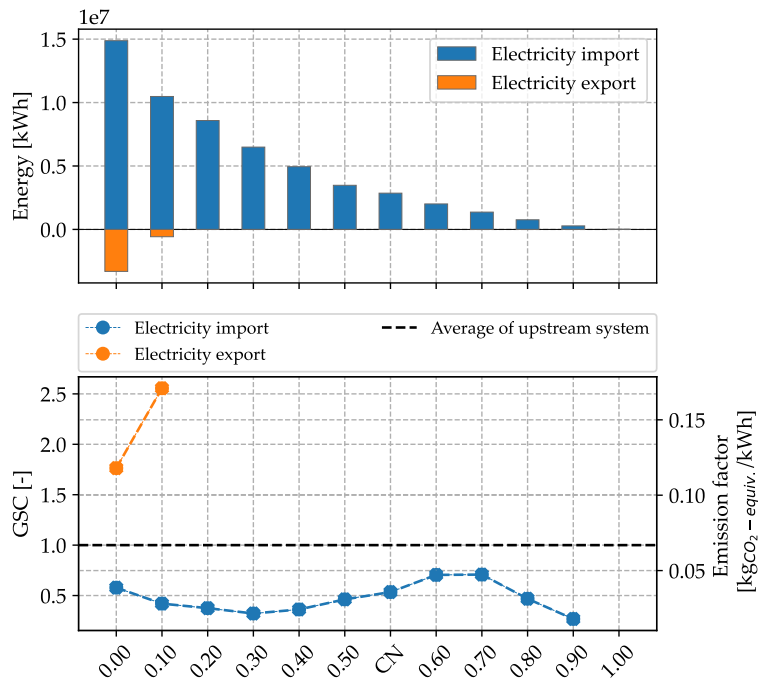 1e7
1.5
1.0
0.5
0.0
Energy [kWh]
Electricity import
Electricity export
Electricity import
Electricity export
Average of upstream system
2.5
2.0
1.5
1.0
0.5
GSC [-]
0.15
0.10
0.05
Emission factor
[kg_{CO_2-equiv.}/kWh]
0.00 0.10 0.20 0.30 0.40 0.50 CN 0.60 0.70 0.80 0.90 1.00